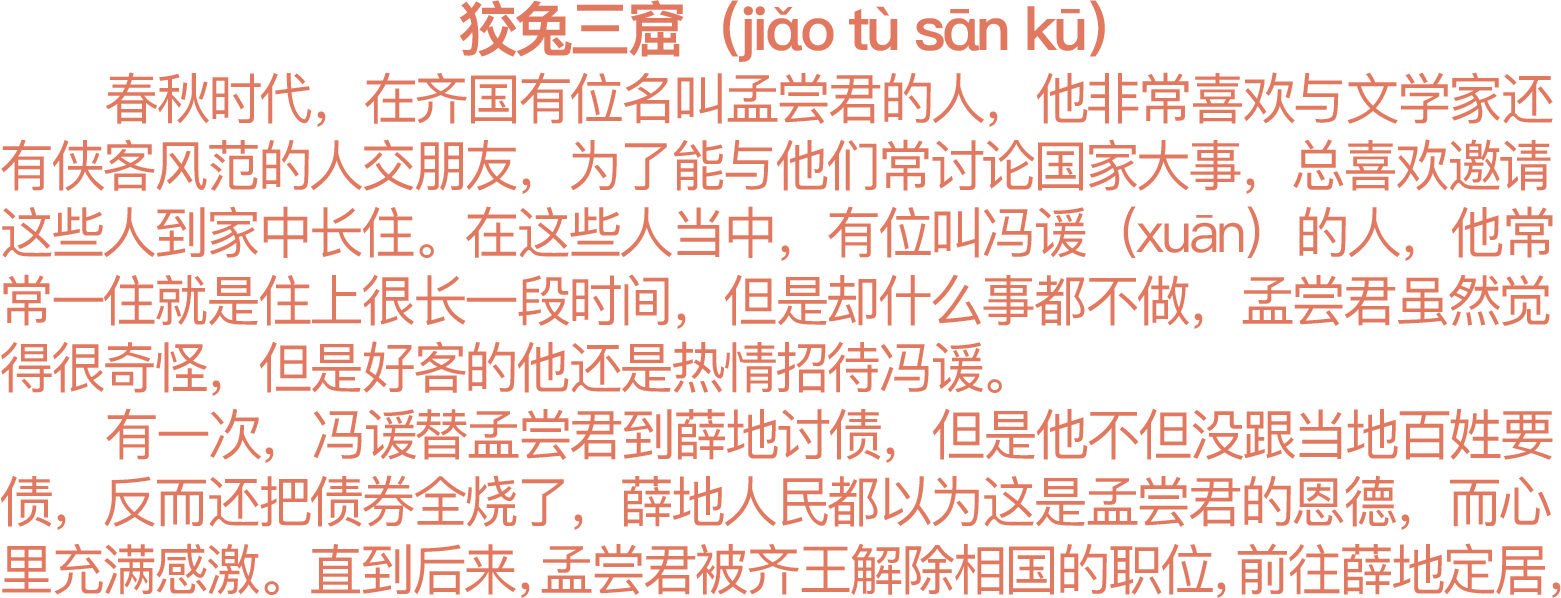 狡兔三窟（jiǎo tù sān kū）
春秋时代，在齐国有位名叫孟尝君的人，他非常喜欢与文学家还
有侠客风范的人交朋友，为了能与他们常讨论国家大事，总喜欢邀请
这些人到家中长住。在这些人当中，有位叫冯谖（xuān）的人，他常
常一住就是住上很长一段时间，但是却什么事都不做，孟尝君虽然觉
得很奇怪，但是好客的他还是热情招待冯谖。
有一次，冯谖替孟尝君到薛地讨债，但是他不但没跟当地百姓要
债，反而还把债券全烧了，薛地人民都以为这是孟尝君的恩德，而心
里充满感激。直到后来，孟尝君被齐王解除相国的职位，前往薛地定居，